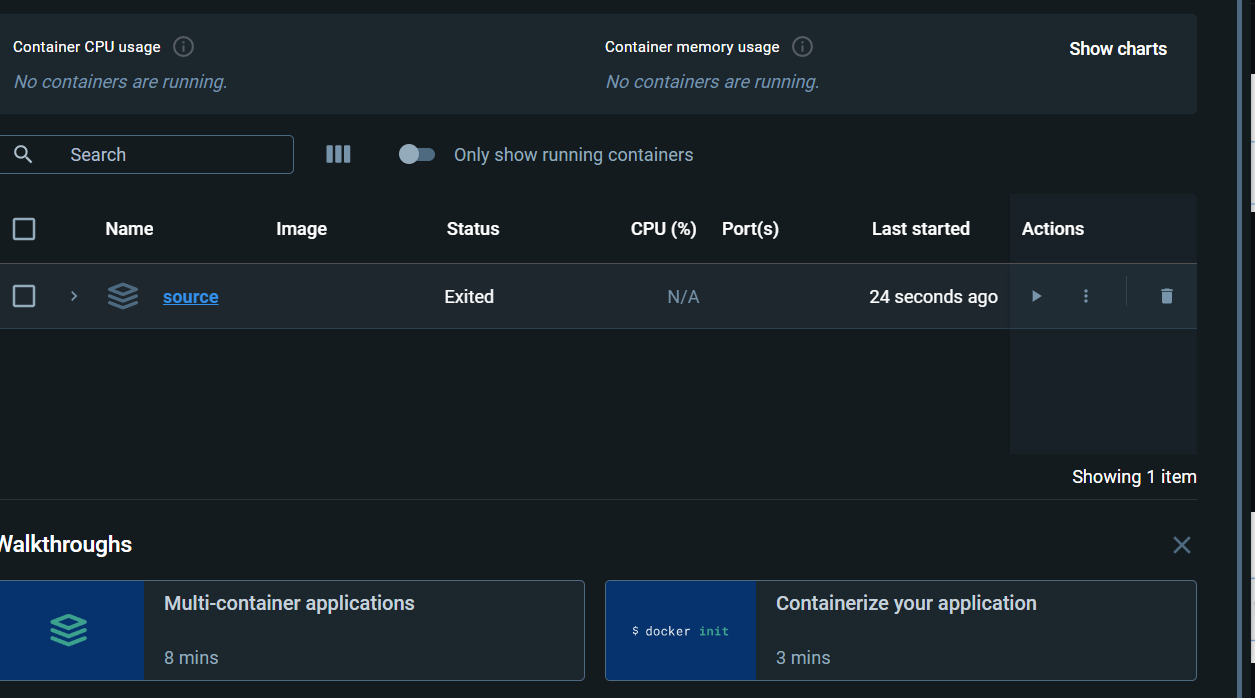 Container CPU usage
Container memory usage
Show charts
No containers are running.
No containers are running.
Search
Only show running containers
Name Image Status CPU (%) Port(s) Last started Actions
source Exited N/A 24 seconds ago
Showing 1 item
Walkthroughs
Multi-container applications
8 mins
$ docker init
Containerize your application
3 mins